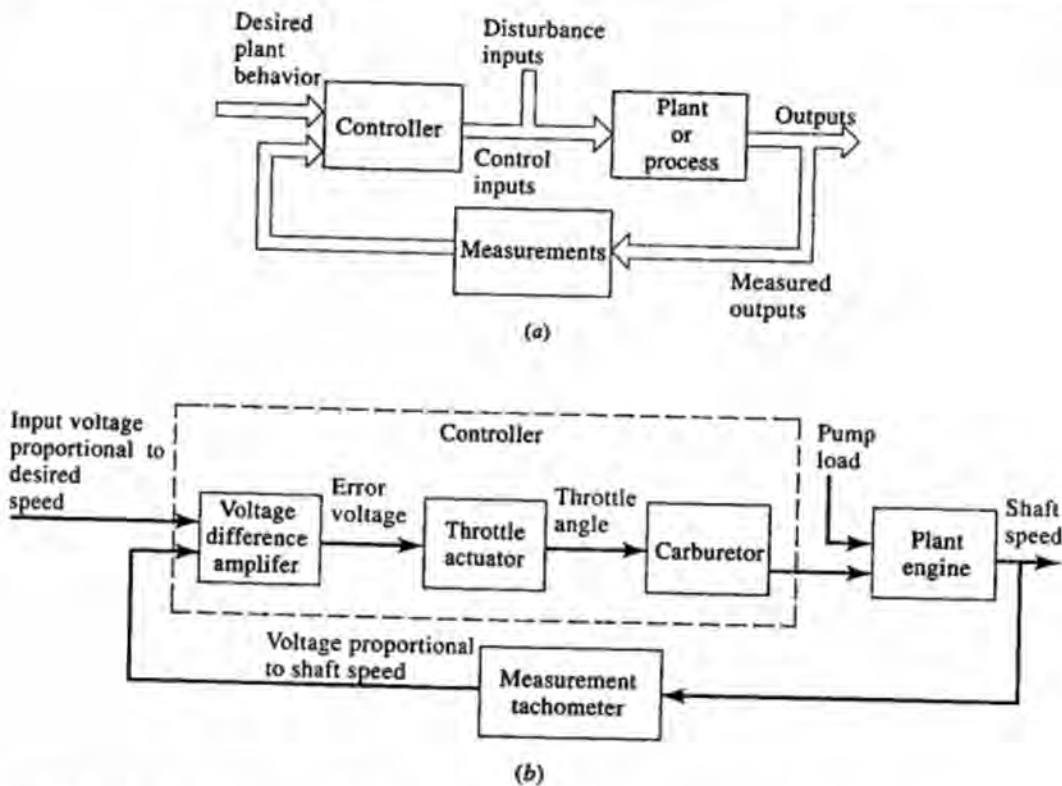 Desired
plant
behavior
Controller
Disturbance
inputs
Control
inputs
Plant
or
process
Outputs
Measurements
Measured
outputs
(a)
Input voltage
proportional to
desired
speed
Controller
Voltage
difference
amplifer
Error
voltage
Throttle
actuator
Throttle
angle
Carburetor
Pump
load
Plant
engine
Shaft
speed
Voltage proportional
to shaft speed
Measurement
tachometer
(b)